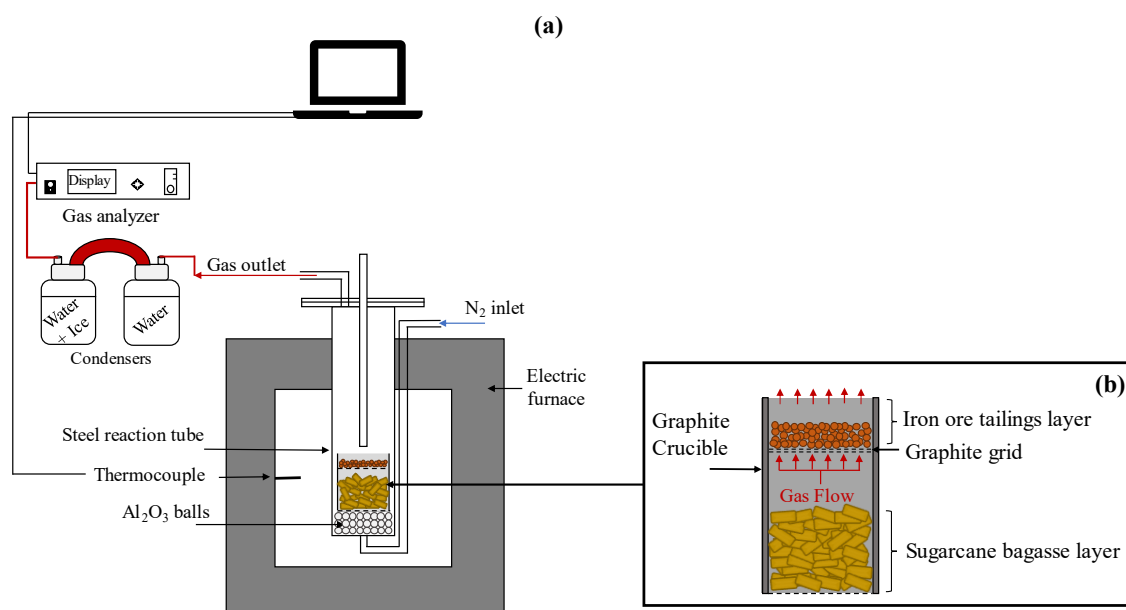 (a)
Display
Gas analyzer
Gas outlet
Water
+ Ice
Water
Condensers
N₂ inlet
Electric
furnace
Steel reaction tube
Thermocouple
Al₂O₃ balls
(b)
Graphite
Crucible
Iron ore tailings layer
Graphite grid
Gas Flow
Sugarcane bagasse layer